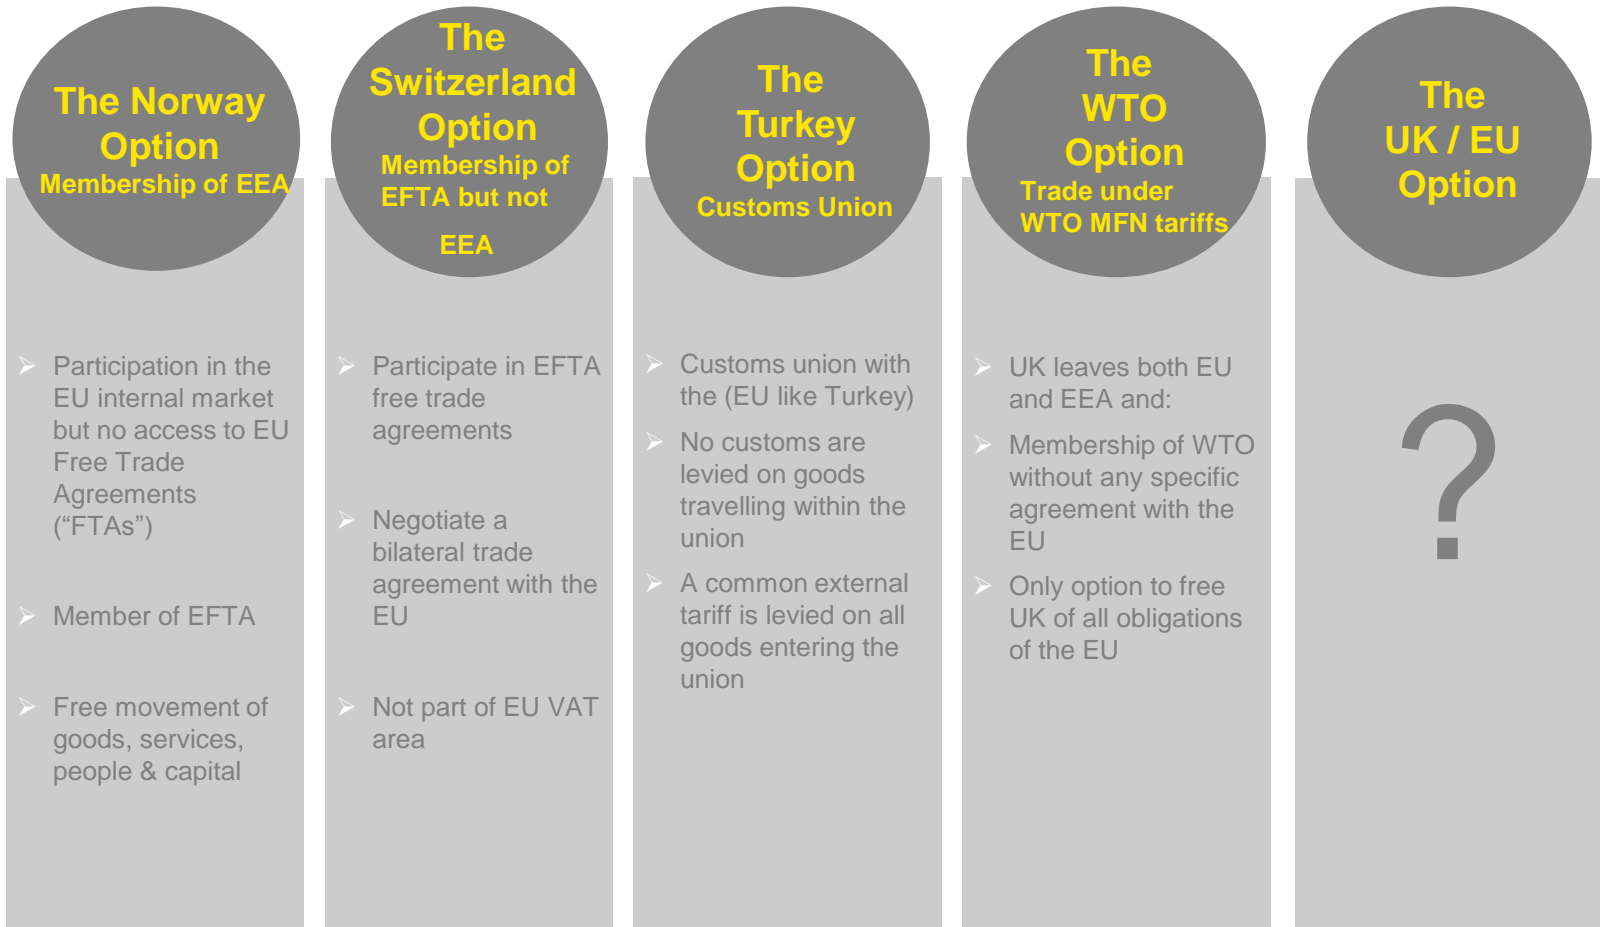 The Norway
Option
Membership of EEA
Participation in the
EU internal market
but no access to EU
Free Trade
Agreements
(“FTAs”)
Member of EFTA
Free movement of
goods, services,
people & capital
The
Switzerland
Option
Membership of
EFTA but not
EEA
Participate in EFTA
free trade
agreements
Negotiate a
bilateral trade
agreement with the
EU
Not part of EU VAT
area
The
Turkey
Option
Customs Union
Customs union with
the (EU like Turkey)
No customs are
levied on goods
travelling within the
union
A common external
tariff is levied on all
goods entering the
union
The
WTO
Option
Trade under
WTO MFN tariffs
UK leaves both EU
and EEA and:
Membership of WTO
without any specific
agreement with the
EU
Only option to free
UK of all obligations
of the EU
The
UK / EU
Option
?